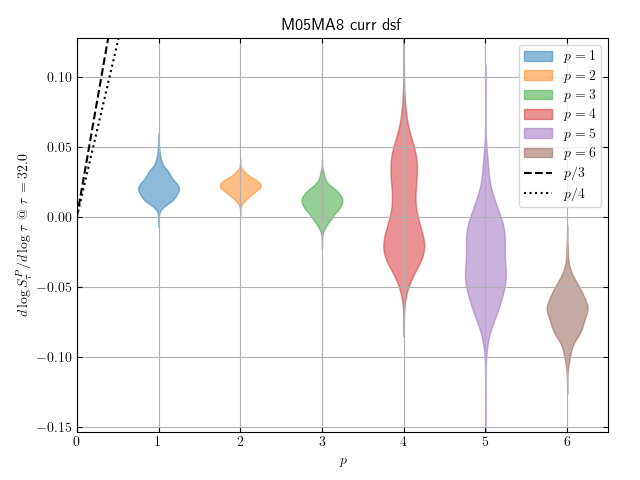 M05MA8 curr dsf
d log S_τ^p / d log τ @ τ = 32.0
0.10
0.05
0.00
−0.05
−0.10
−0.15
0 1 2 3 4 5 6
p
p = 1
p = 2
p = 3
p = 4
p = 5
p = 6
p/3
p/4